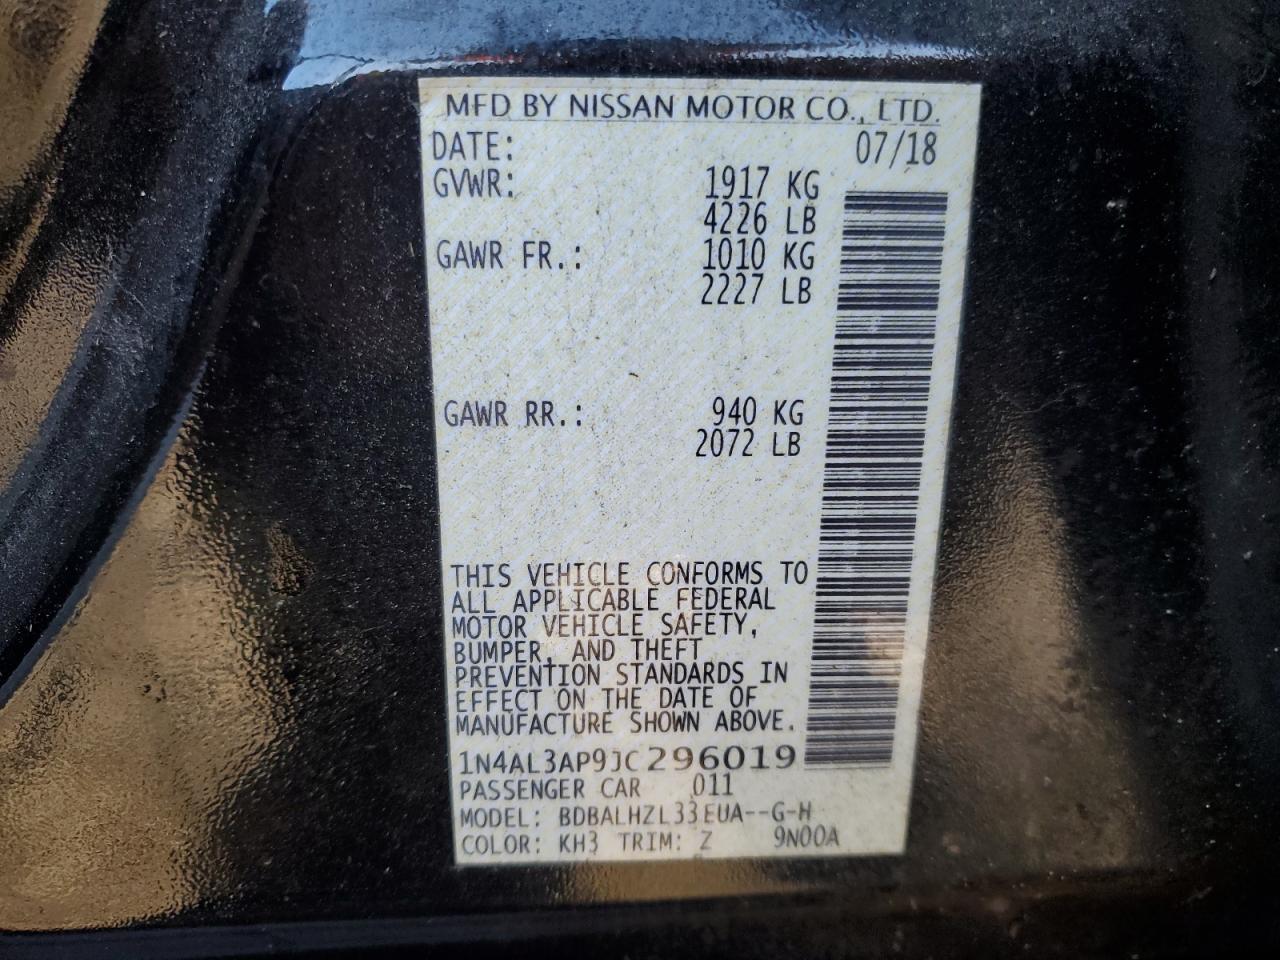 MFD BY NISSAN MOTOR CO., LTD.
DATE: 07/18
GVWR: 1917 KG
4226 LB
GAWR FR.: 1010 KG
2227 LB
GAWR RR.: 940 KG
2072 LB
THIS VEHICLE CONFORMS TO
ALL APPLICABLE FEDERAL
MOTOR VEHICLE SAFETY,
BUMPER, AND THEFT
PREVENTION STANDARDS IN
EFFECT ON THE DATE OF
MANUFACTURE SHOWN ABOVE.
1N4AL3AP9JC296019
PASSENGER CAR 011
MODEL: BDBALHZL33EUA--G-H
COLOR: KH3 TRIM: Z 9N00A